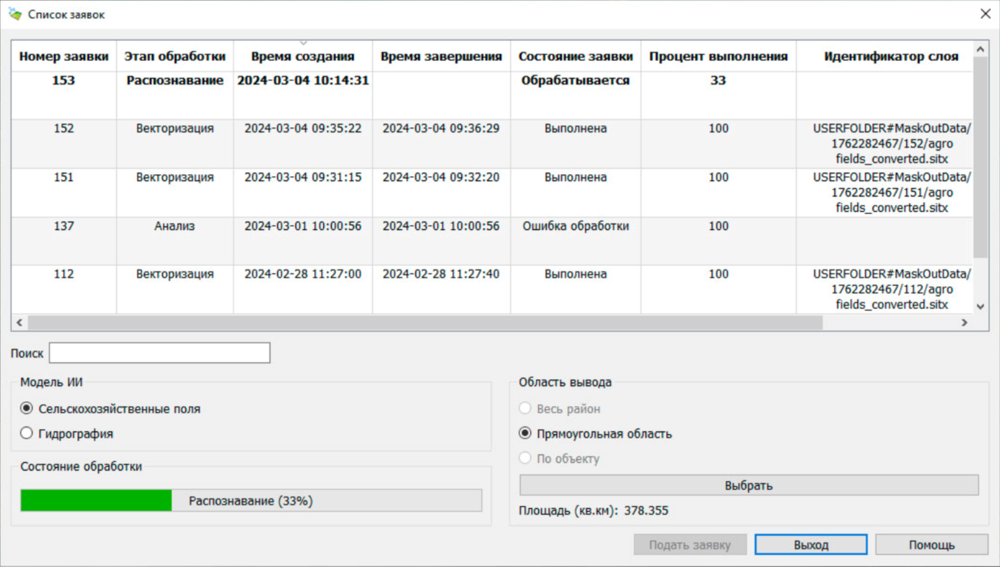 Список заявок
Номер заявки Этап обработки Время создания Время завершения Состояние заявки Процент выполнения Идентификатор слоя
153 Распознавание 2024-03-04 10:14:31 Обрабатывается 33
152 Векторизация 2024-03-04 09:35:22 2024-03-04 09:36:29 Выполнена 100 USERFOLDER#MaskOutData/
1762282467/152/agro
fields_converted.sitx
151 Векторизация 2024-03-04 09:31:15 2024-03-04 09:32:20 Выполнена 100 USERFOLDER#MaskOutData/
1762282467/151/agro
fields_converted.sitx
137 Анализ 2024-03-01 10:00:56 2024-03-01 10:00:56 Ошибка обработки 100
112 Векторизация 2024-02-28 11:27:00 2024-02-28 11:27:40 Выполнена 100 USERFOLDER#MaskOutData/
1762282467/112/agro
fields_converted.sitx
Поиск
Модель ИИ
Сельскохозяйственные поля
Гидрография
Состояние обработки
Распознавание (33%)
Область вывода
Весь район
Прямоугольная область
По объекту
Выбрать
Площадь (кв.км): 378.355
Подать заявку Выход Помощь